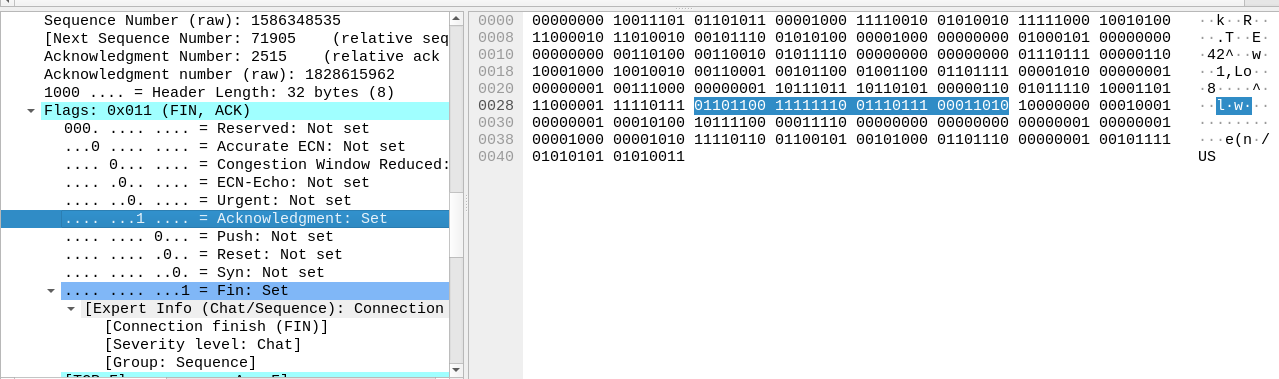 Sequence Number (raw): 1586348535
[Next Sequence Number: 71905    (relative seq
Acknowledgment Number: 2515    (relative ack
Acknowledgment number (raw): 1828615962
1000 .... = Header Length: 32 bytes (8)
Flags: 0x011 (FIN, ACK)
000. .... .... = Reserved: Not set
...0 .... .... = Accurate ECN: Not set
.... 0... .... = Congestion Window Reduced:
.... .0.. .... = ECN-Echo: Not set
.... ..0. .... = Urgent: Not set
.... ...1 .... = Acknowledgment: Set
.... .... 0... = Push: Not set
.... .... .0.. = Reset: Not set
.... .... ..0. = Syn: Not set
.... .... ...1 = Fin: Set
[Expert Info (Chat/Sequence): Connection
[Connection finish (FIN)]
[Severity level: Chat]
[Group: Sequence]
0000 00000000 10011101 01101011 00001000 11110010 01010010 11111000 10010100 ··k··R··
0008 11000010 11010010 00101110 01010100 00001000 00000000 01000101 00000000 ··.T··E·
0010 00000000 00110100 00110010 01011110 00000000 00000000 01110111 00000110 ·42^··w·
0018 10001000 10010010 00110001 00101100 01001100 01101111 00001010 00000001 ··1,Lo··
0020 00000001 00111000 00000001 10111011 10110101 00000110 01011110 10001101 ·8····^·
0028 11000001 11110111 01101100 11111110 01110111 00011010 10000000 00010001 ··l·w···
0030 00000001 00010100 10111100 00011110 00000000 00000000 00000001 00000001 ········
0038 00001000 00001010 11110110 01100101 00101000 01101110 00000001 00101111 ···e(n·/
0040 01010101 01010011 US